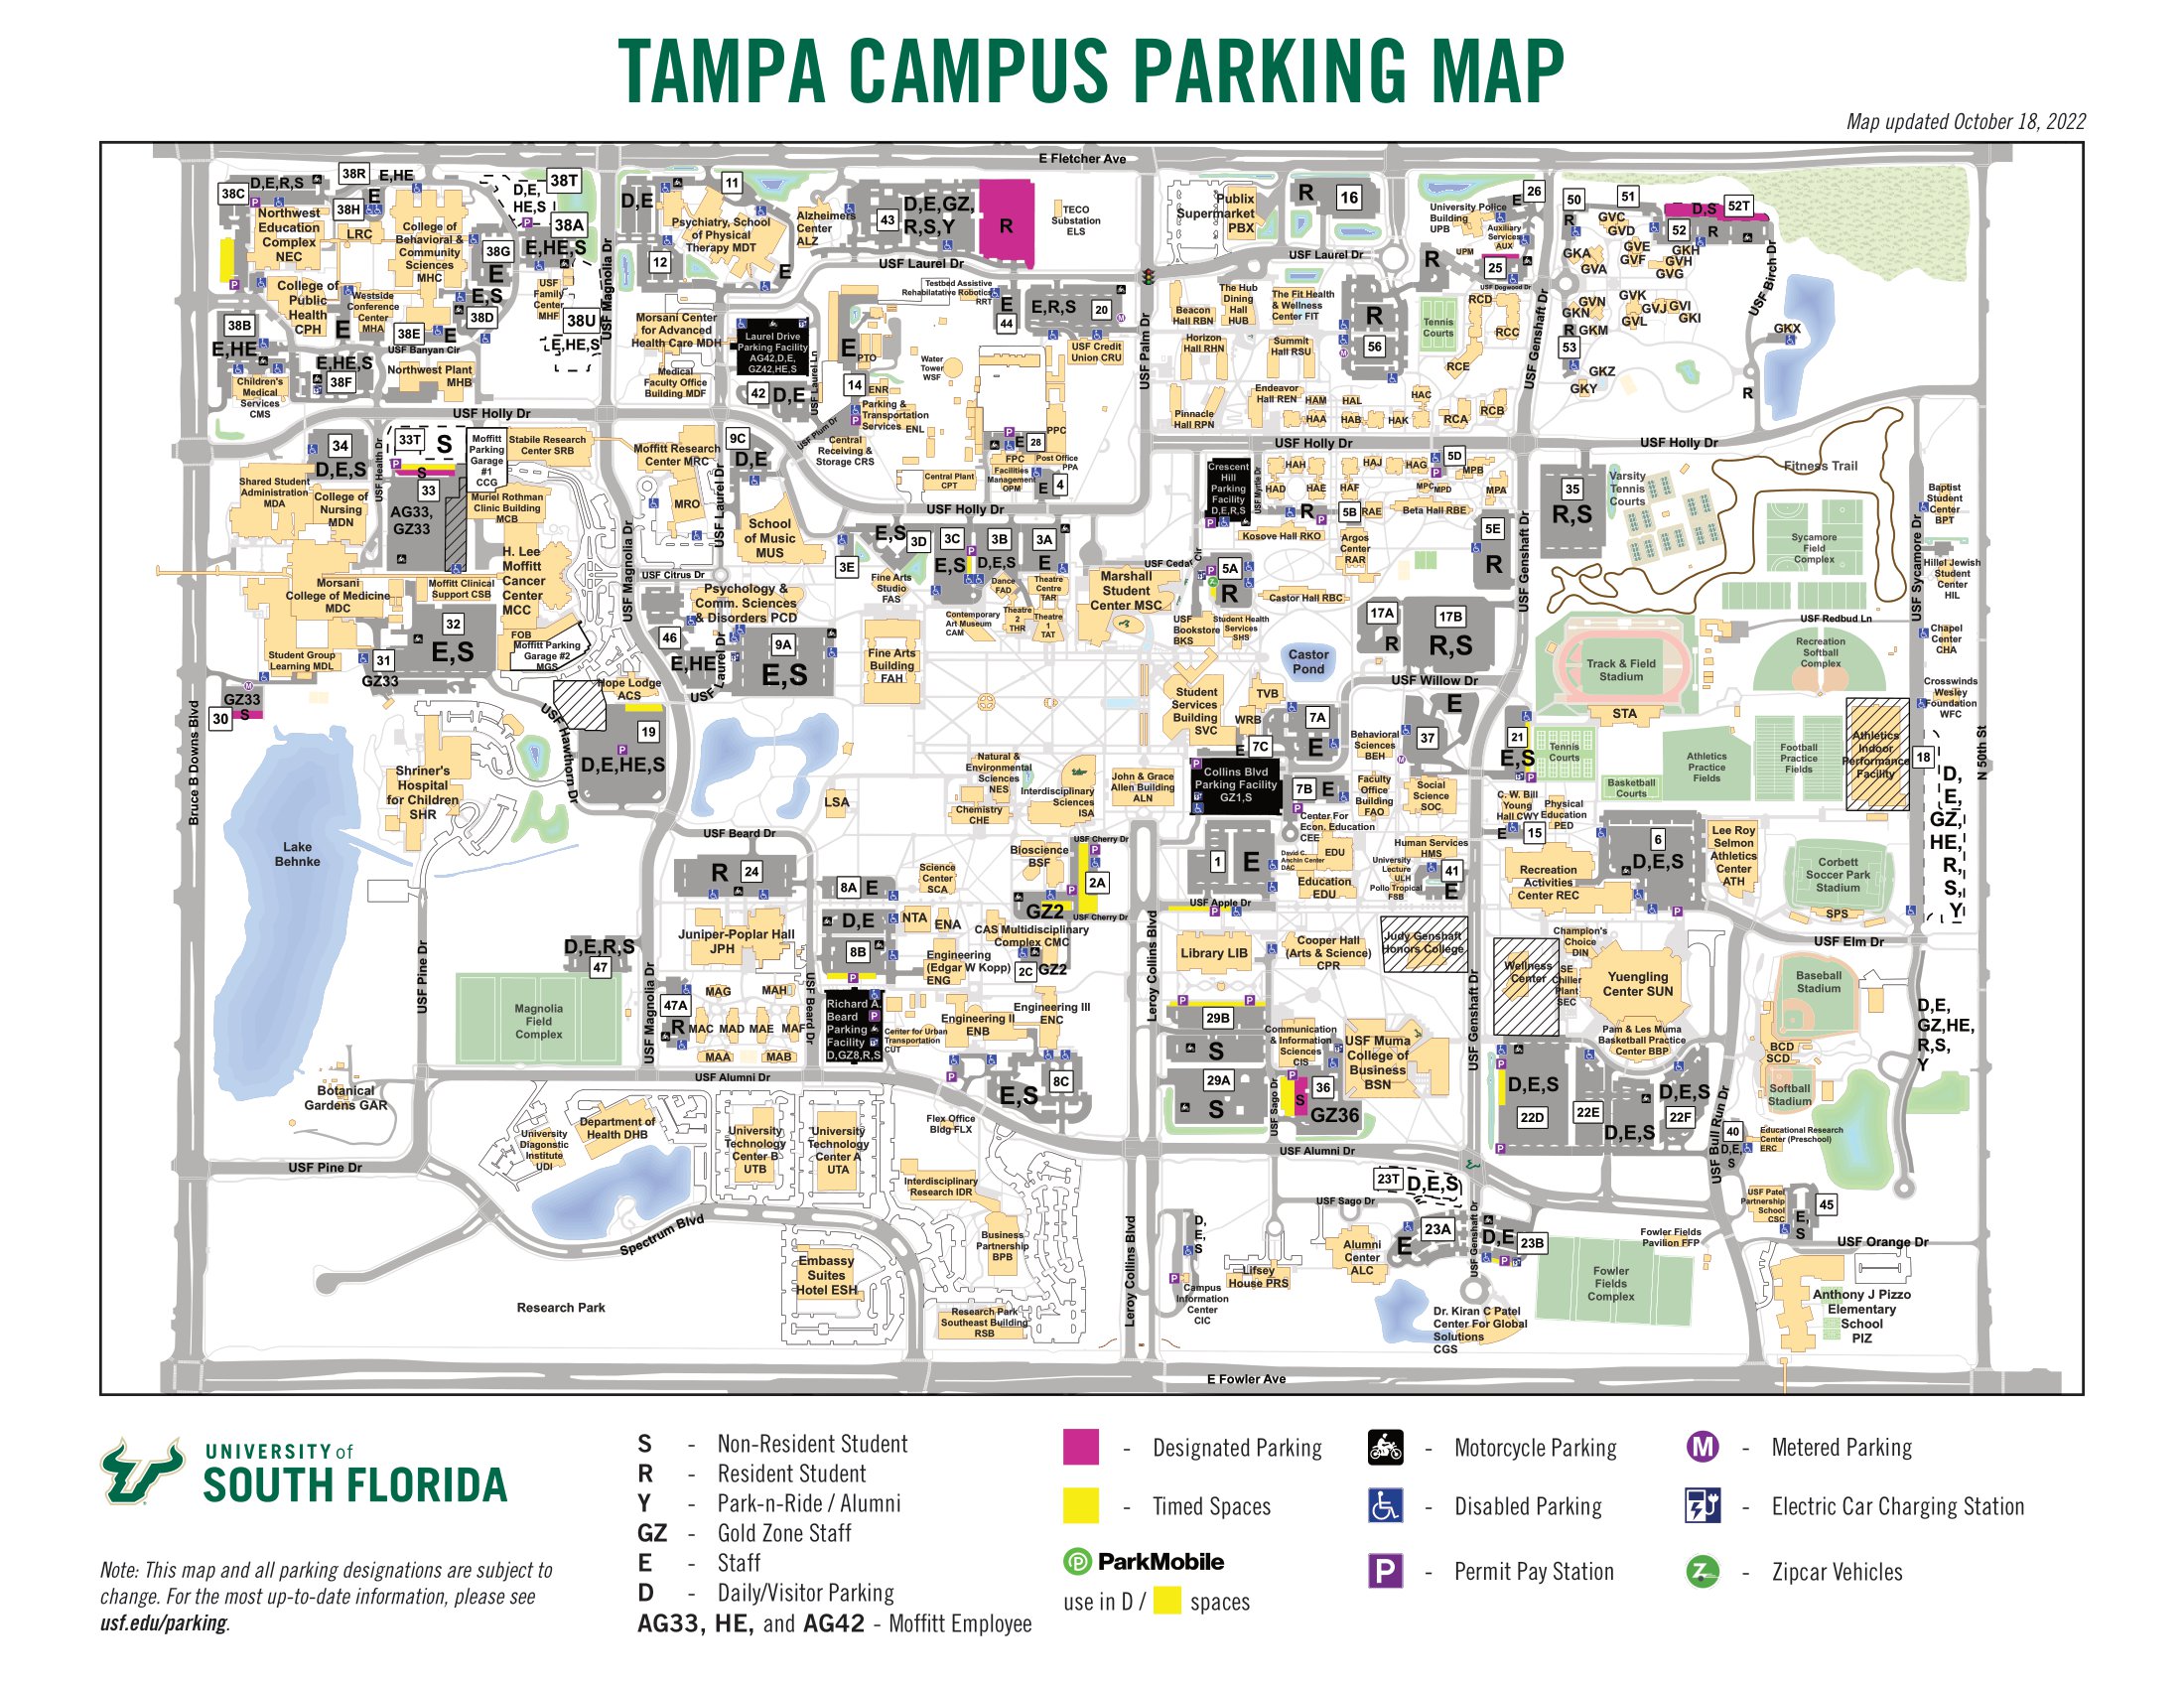 TAMPA CAMPUS PARKING MAP
Map updated October 18, 2022
E Fletcher Ave
38C
D,E,R,S
38R
E,HE
E
38H
D,E,
HE,S
38T
38A
E,HE,S
38G
E
E,S
38D
38E
E
38B
E,HE
E
E,HE,S
38F
38U
E,HE,S
Northwest
Education
Complex
NEC
LRC
College of
Behavioral &
Community
Sciences
MHC
College of
Public
Health
CPH
Westside
Conference
Center
MHA
USF
Family
Center
MHF
USF Banyan Cir
Northwest Plant
MHB
Children's
Medical
Services
CMS
USF Magnolia Dr
D,E
11
12
Psychiatry, School
of Physical
Therapy MDT
E
Alzheimers
Center
ALZ
43
D,E,GZ,
R,S,Y
R
TECO
Substation
ELS
USF Laurel Dr
Testbed Assistive
Rehabilatative Robotics
RRT
E
44
E,R,S
20
USF Credit
Union CRU
Morsani Center
for Advanced
Health Care MDH
Laurel Drive
Parking Facility
AG42,D,E,
GZ42,HE,S
Medical
Faculty Office
Building MDF
42
D,E
USF Laurel Ln
E
PTO
14
ENR
Parking &
Transportation
Services
ENL
USF Plum Dr
Central
Receiving &
Storage CRS
Water
Tower
WSF
E
28
PPC
FPC
Facilities
Management
OPM
Post Office
PPA
E
4
Central Plant
CPT
USF Palm Dr
Publix
Supermarket
PBX
R
16
USF Laurel Dr
University Police
Building
UPB
26
E
Auxiliary
Services
AUX
UPM
R
25
USF Dogwood Dr
Beacon
Hall RBN
The Hub
Dining
Hall
HUB
The Fit Health
& Wellness
Center FIT
Horizon
Hall RHN
Summit
Hall RSU
R
56
Tennis
Courts
RCD
RCC
RCE
Endeavor
Hall REN
HAM
HAL
HAC
RCA
RCB
Pinnacle
Hall RPN
HAA
HAB
HAK
USF Genshaft Dr
50
51
52T
D,S
R
GVC
GVD
52
R
GKA
GVA
GVE
GVF
GKH
GVH
GVG
GVN
GKN
GVK
GVJ
GVI
GKI
GVL
R
GKM
53
GKZ
GKY
USF Birch Dr
GKX
R
USF Holly Dr
USF Holly Dr
USF Holly Dr
34
D,E,S
USF Health Dr
33T
S
S
33
AG33,
GZ33
Moffitt
Parking
Garage
#1
CCG
Stabile Research
Center SRB
Muriel Rothman
Clinic Building
MCB
Shared Student
Administration
MDA
College of
Nursing
MDN
H. Lee
Moffitt
Cancer
Center
MCC
Morsani
College of Medicine
MDC
Moffitt Clinical
Support CSB
32
E,S
FOB
Moffitt Parking
Garage #2
MGS
Student Group
Learning MDL
31
GZ33
GZ33
S
30
Moffitt Research
Center MRC
MRO
9C
D,E
USF Laurel Dr
USF Magnolia Dr
School
of Music
MUS
USF Holly Dr
E,S
3D
3C
E,S
3B
D,E,S
3A
E
3E
Fine Arts
Studio
FAS
Dance
FAD
Theatre
Centre
TAR
Contemporary
Art Museum
CAM
Theatre
2
THR
Theatre
1
TAT
Marshall
Student
Center MSC
USF Citrus Dr
Psychology &
Comm. Sciences
& Disorders PCD
46
E,HE
USF Laurel Dr
9A
E,S
Fine Arts
Building
FAH
Crescent
Hill
Parking
Facility
D,E,R,S
USF Myrtle Dr
HAH
HAD
HAE
HAJ
HAG
HAF
5D
MPB
MPC
MPD
MPA
R
5B
RAE
Beta Hall RBE
Kosove Hall RKO
Argos
Center
RAR
5E
R
USF Cedar Cir
5A
R
Castor Hall RBC
USF
Bookstore
BKS
Student Health
Services
SHS
17A
R
17B
R,S
Castor
Pond
USF Willow Dr
USF Genshaft Dr
35
R,S
Varsity
Tennis
Courts
Fitness Trail
Sycamore
Field
Complex
Baptist
Student
Center
BPT
Hillel Jewish
Student
Center
HIL
USF Sycamore Dr
USF Redbud Ln
Chapel
Center
CHA
Recreation
Softball
Complex
Track & Field
Stadium
STA
Crosswinds
Wesley
Foundation
WFC
Bruce B Downs Blvd
Hope Lodge
ACS
19
D,E,HE,S
USF Hawthorn Dr
Shriner's
Hospital
for Children
SHR
Lake
Behnke
LSA
USF Beard Dr
Natural &
Environmental
Sciences
NES
Interdisciplinary
Sciences
ISA
Chemistry
CHE
John & Grace
Allen Building
ALN
Student
Services
Building
SVC
TVB
WRB
7A
E
E
7C
Collins Blvd
Parking Facility
GZ1,S
7B
E
Behavioral
Sciences
BEH
37
E
Faculty
Office
Building
FAO
Social
Science
SOC
Center For
Econ. Education
CEE
21
E,S
Tennis
Courts
Athletics
Practice
Fields
Football
Practice
Fields
Athletics
Indoor
Performance
Facility
Basketball
Courts
18
D,
E,
GZ,
HE,
R,
S,
Y
N 50th St
C. W. Bill
Young
Hall CWY
Physical
Education
PED
E
15
6
D,E,S
Lee Roy
Selmon
Athletics
Center
ATH
Recreation
Activities
Center REC
Corbett
Soccer Park
Stadium
SPS
R
24
8A
E
Science
Center
SCA
Bioscience
BSF
USF Cherry Dr
2A
GZ2
USF Cherry Dr
1
E
David C.
Anchin Center
DAC
EDU
Education
EDU
University
Lecture
ULH
Pollo Tropical
FSB
Human Services
HMS
41
E
USF Apple Dr
Juniper-Poplar Hall
JPH
D,E
8B
NTA
ENA
CAS Multidisciplinary
Complex CMC
Engineering
(Edgar W Kopp)
ENG
2C
GZ2
Leroy Collins Blvd
Library LIB
Cooper Hall
(Arts & Science)
CPR
Judy Genshaft
Honors College
Wellness
Center
Champion's
Choice
DIN
SE
Chiller
Plant
SEC
Yuengling
Center SUN
USF Elm Dr
Baseball
Stadium
D,E,R,S
47
USF Pine Dr
Magnolia
Field
Complex
USF Magnolia Dr
47A
R
MAG
MAH
MAC
MAD
MAE
MAF
MAA
MAB
USF Beard Dr
Richard A.
Beard
Parking
Facility
D,GZ8,R,S
Center for Urban
Transportation
CUT
Engineering II
ENB
Engineering III
ENC
29B
S
29A
S
Communication
& Information
Sciences
CIS
USF Muma
College of
Business
BSN
USF Sago Dr
S
36
GZ36
USF Genshaft Dr
Pam & Les Muma
Basketball Practice
Center BBP
D,E,S
22D
22E
D,E,S
D,E,S
22F
USF Bull Run Dr
BCD
SCD
Softball
Stadium
D,E,
GZ,HE,
R,S,
Y
Botanical
Gardens GAR
USF Alumni Dr
E,S
8C
Flex Office
Bldg FLX
40
D,E,
S
Educational Research
Center (Preschool)
ERC
University
Diagonstic
Institute
UDI
Department of
Health DHB
University
Technology
Center B
UTB
University
Technology
Center A
UTA
USF Alumni Dr
USF Pine Dr
Spectrum Blvd
Interdisciplinary
Research IDR
23T
D,E,S
USF Sago Dr
D,
E,
S
23A
E
USF Genshaft Dr
D,E
23B
USF Patel
Partnership
School
CSC
E,
S
45
Fowler Fields
Pavilion FFP
USF Orange Dr
Business
Partnership
BPB
Leroy Collins Blvd
Campus
Information
Center
CIC
Lifsey
House PRS
Alumni
Center
ALC
Embassy
Suites
Hotel ESH
Fowler
Fields
Complex
Anthony J Pizzo
Elementary
School
PIZ
Research Park
Research Park
Southeast Building
RSB
Dr. Kiran C Patel
Center For Global
Solutions
CGS
E Fowler Ave
UNIVERSITY of
SOUTH FLORIDA
Note: This map and all parking designations are subject to
change. For the most up-to-date information, please see
usf.edu/parking.
S - Non-Resident Student
R - Resident Student
Y - Park-n-Ride / Alumni
GZ - Gold Zone Staff
E - Staff
D - Daily/Visitor Parking
AG33, HE, and AG42 - Moffitt Employee
- Designated Parking
- Timed Spaces
P ParkMobile
use in D / spaces
- Motorcycle Parking
- Disabled Parking
P - Permit Pay Station
M - Metered Parking
- Electric Car Charging Station
Z - Zipcar Vehicles